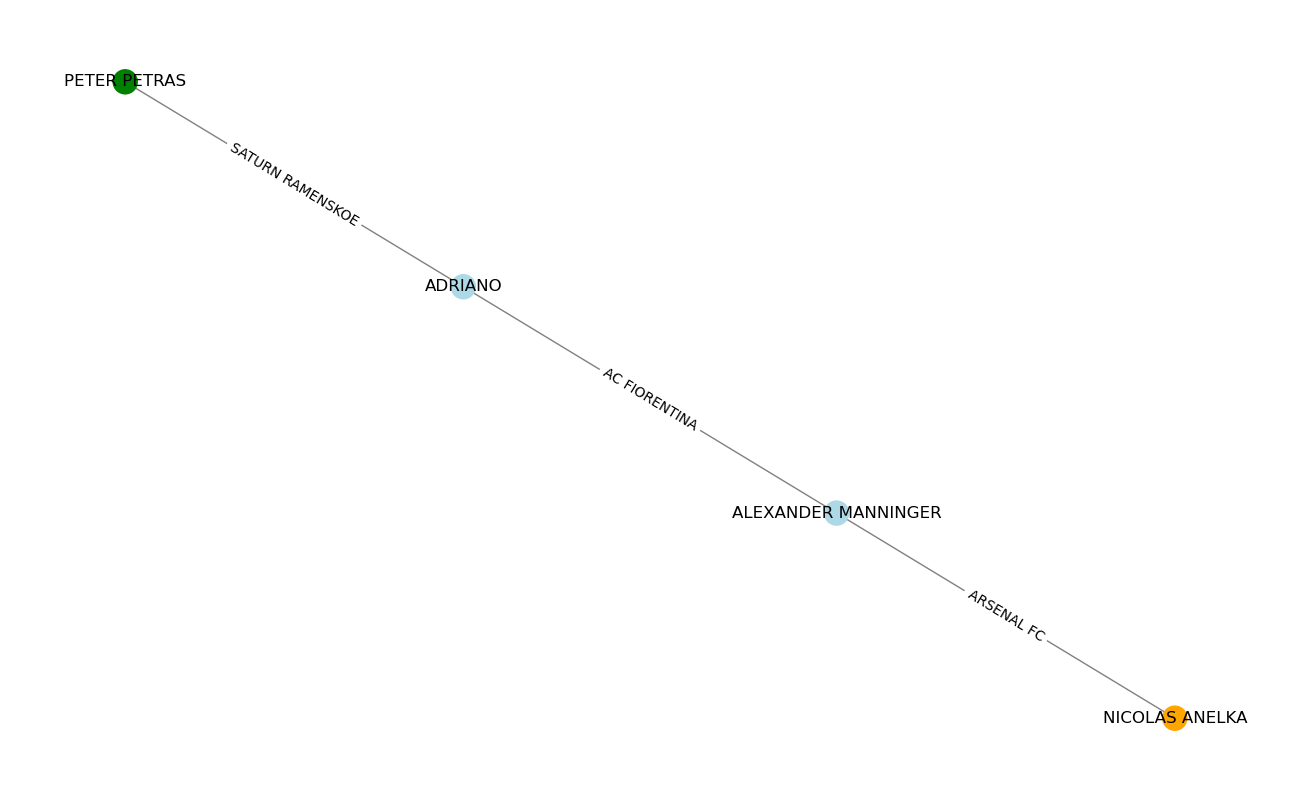 PETER PETRAS
SATURN RAMENSKOE
ADRIANO
AC FIORENTINA
ALEXANDER MANNINGER
ARSENAL FC
NICOLAS ANELKA